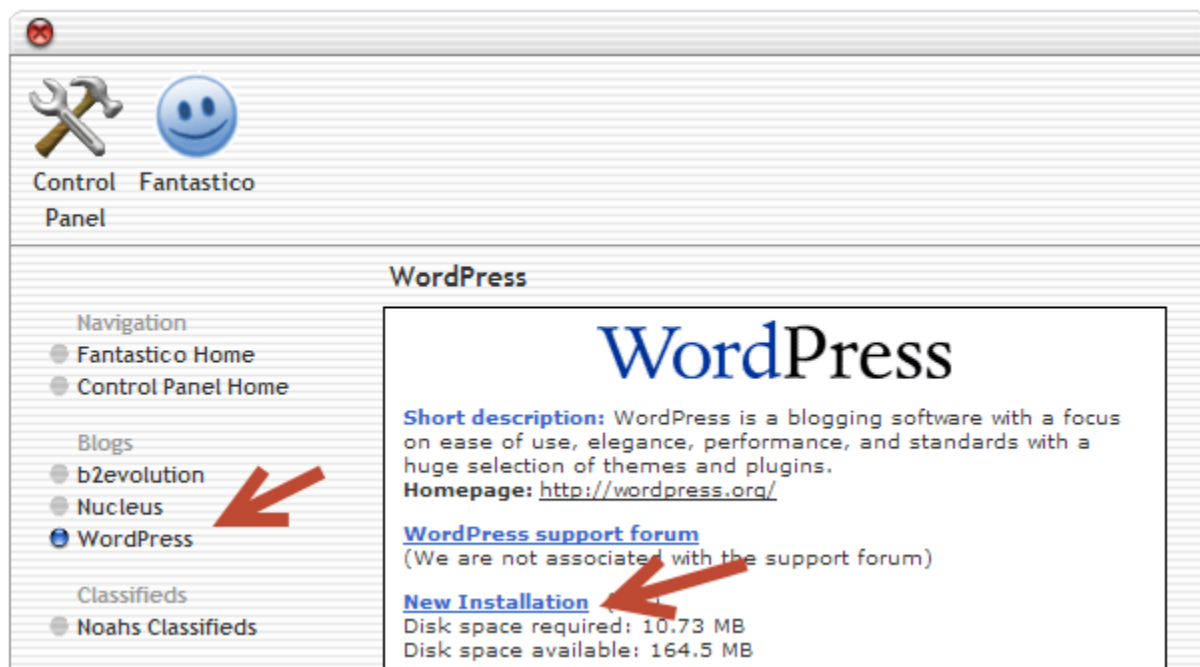 Control Panel
Fantastico
WordPress
Navigation
Fantastico Home
Control Panel Home
Blogs
b2evolution
Nucleus
WordPress
Classifieds
Noahs Classifieds
WordPress
Short description: WordPress is a blogging software with a focus
on ease of use, elegance, performance, and standards with a
huge selection of themes and plugins.
Homepage: http://wordpress.org/
WordPress support forum
(We are not associated with the support forum)
New Installation
Disk space required: 10.73 MB
Disk space available: 164.5 MB